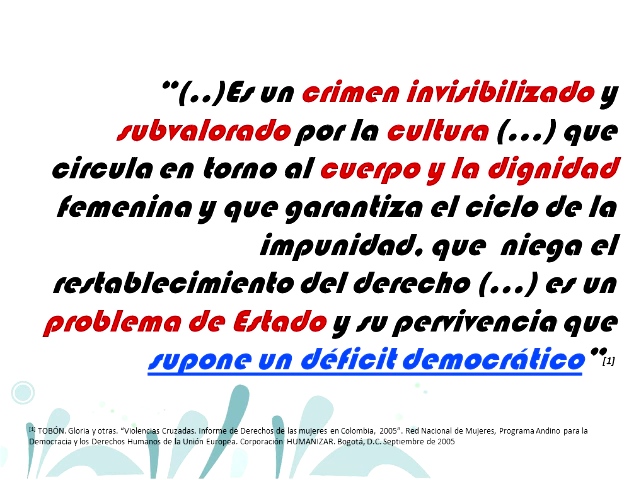 “(..)Es un crimen invisibilizado y
subvalorado por la cultura (...) que
circula en torno al cuerpo y la dignidad
femenina y que garantiza el ciclo de la
impunidad, que niega el
restablecimiento del derecho (...) es un
problema de Estado y su pervivencia que
supone un déficit democrático”[1]
[1] TOBÓN. Gloria y otras. “Violencias Cruzadas. Informe de Derechos de las mujeres en Colombia, 2005”. Red Nacional de Mujeres, Programa Andino para la
Democracia y los Derechos Humanos de la Unión Europea. Corporación HUMANIZAR. Bogotá, D.C. Septiembre de 2005